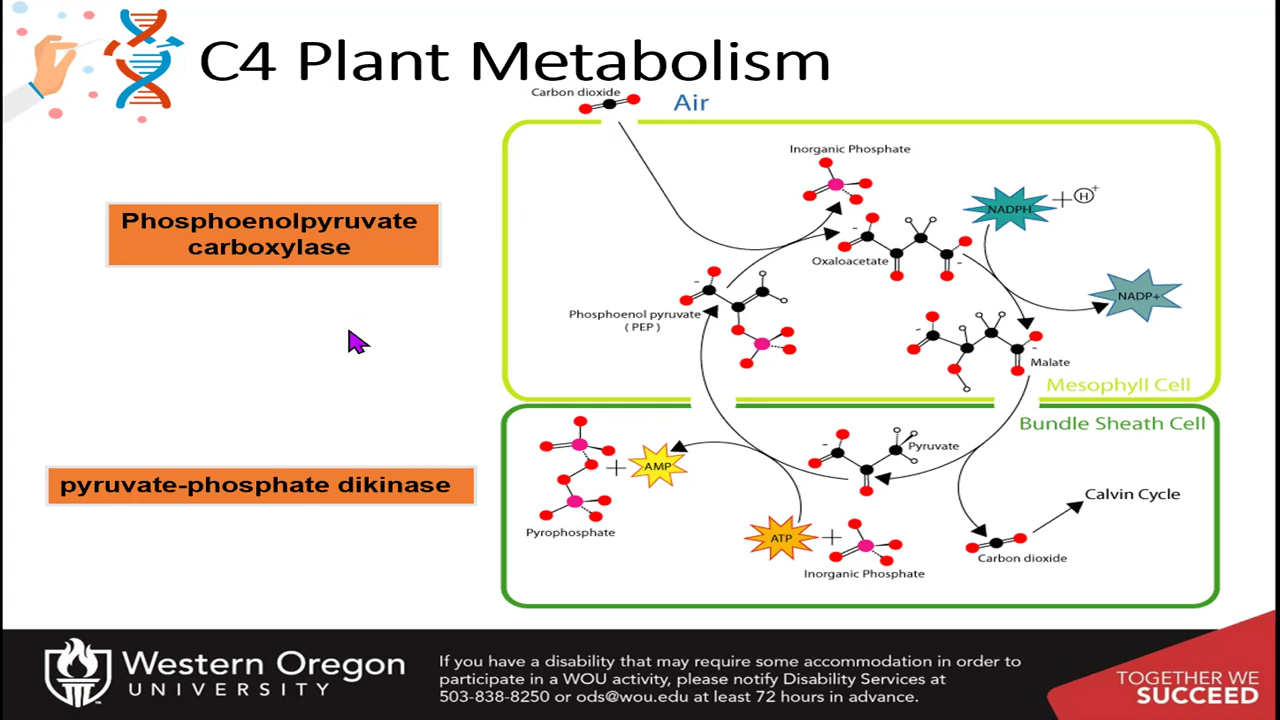 C4 Plant Metabolism
Carbon dioxide
Air
Inorganic Phosphate
NADPH
+
H+
Phosphoenolpyruvate
carboxylase
-
Oxaloacetate
-
-
Phosphoenol pyruvate
( PEP )
NADP+
-
-
Malate
Mesophyll Cell
Bundle Sheath Cell
-
Pyruvate
+
AMP
pyruvate-phosphate dikinase
Calvin Cycle
Pyrophosphate
ATP
+
Inorganic Phosphate
Carbon dioxide
Western Oregon
UNIVERSITY
If you have a disability that may require some accommodation in order to
participate in a WOU activity, please notify Disability Services at
503-838-8250 or ods@wou.edu at least 72 hours in advance.
TOGETHER WE
SUCCEED